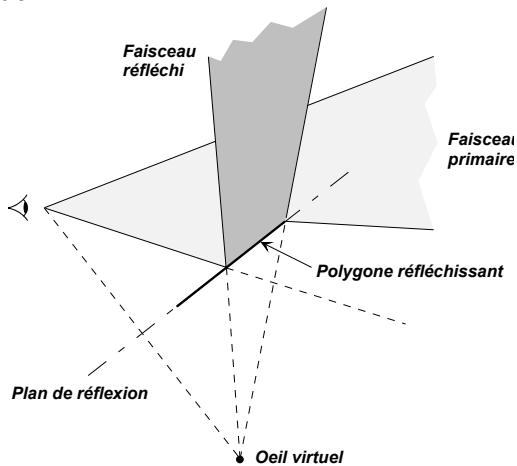 Faisceau
réfléchi
Faisceau
primaire
Polygone réfléchissant
Plan de réflexion
Oeil virtuel